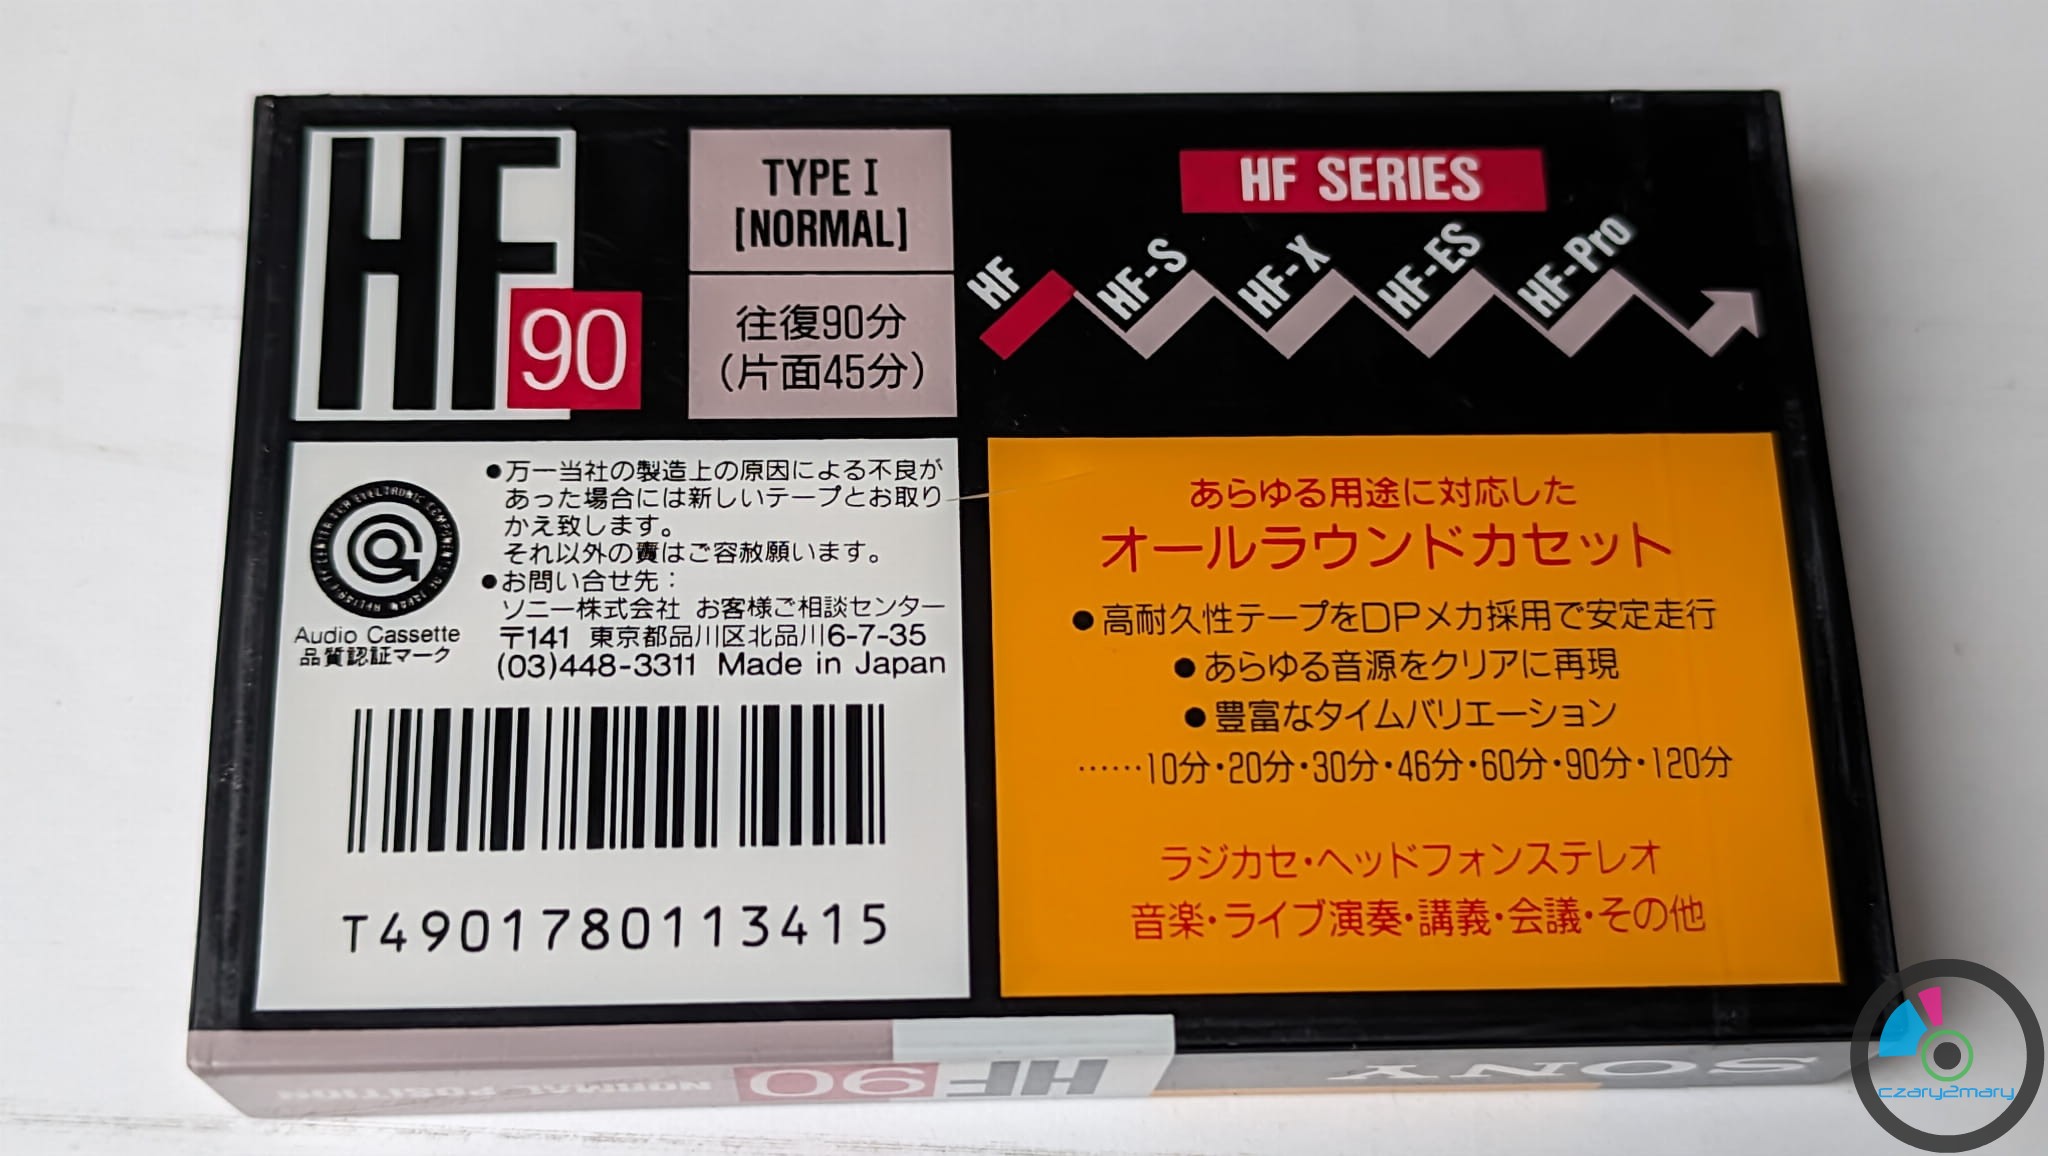 HF
90
TYPE I
[NORMAL]
往復90分
(片面45分)
HF SERIES
HF
HF-S
HF-X
HF-ES
HF-Pro
●万一当社の製造上の原因による不良が
あった場合には新しいテープとお取り
かえ致します。
それ以外の責はご容赦願います。
●お問い合せ先：
ソニー株式会社 お客様ご相談センター
〒141 東京都品川区北品川6-7-35
(03)448-3311 Made in Japan
Audio Cassette
品質認証マーク
T4901780113415
あらゆる用途に対応した
オールラウンドカセット
●高耐久性テープをDPメカ採用で安定走行
●あらゆる音源をクリアに再現
●豊富なタイムバリエーション
……10分・20分・30分・46分・60分・90分・120分
ラジカセ・ヘッドフォンステレオ
音楽・ライブ演奏・講義・会議・その他
SONY
HF
90
NORMAL POSITION
czary2mary